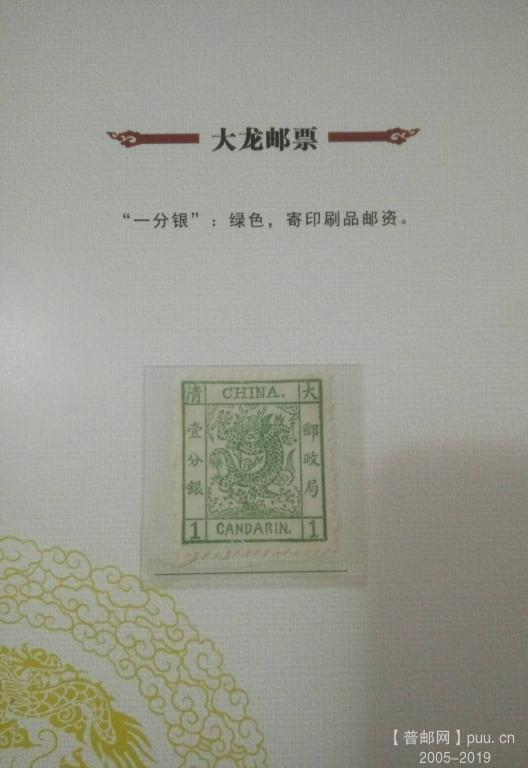 大龙邮票
“一分银”：绿色，寄印刷品邮资。
清 CHINA. 大
壹分銀
郵政局
1 CANDARIN. 1
【普邮网】puu.cn
2005-2019